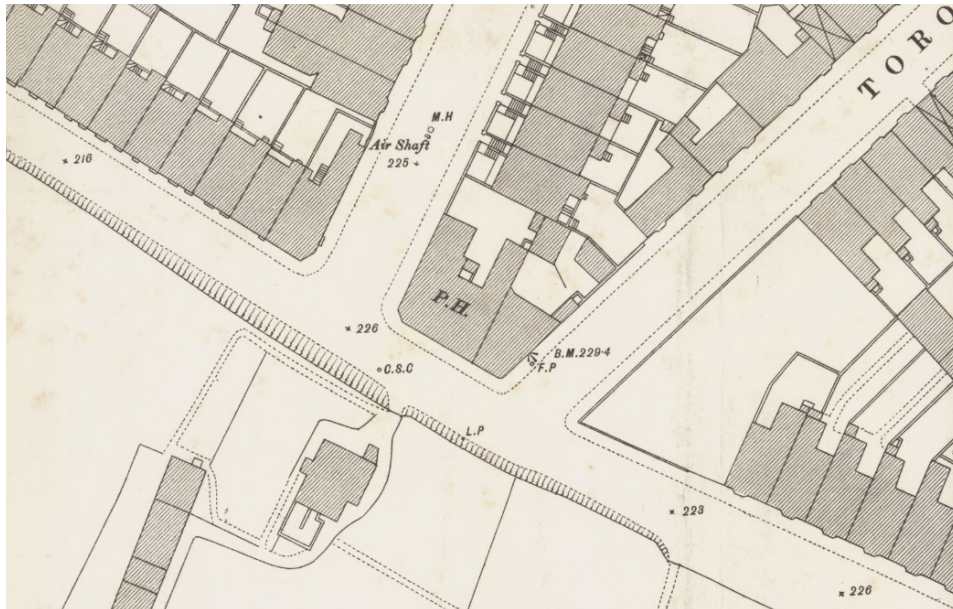 TORO
M.H
Air Shaft
225 +
× 216
P.H.
× 226
B.M. 229·4
F.P
C.S.C
L.P
× 223
× 226